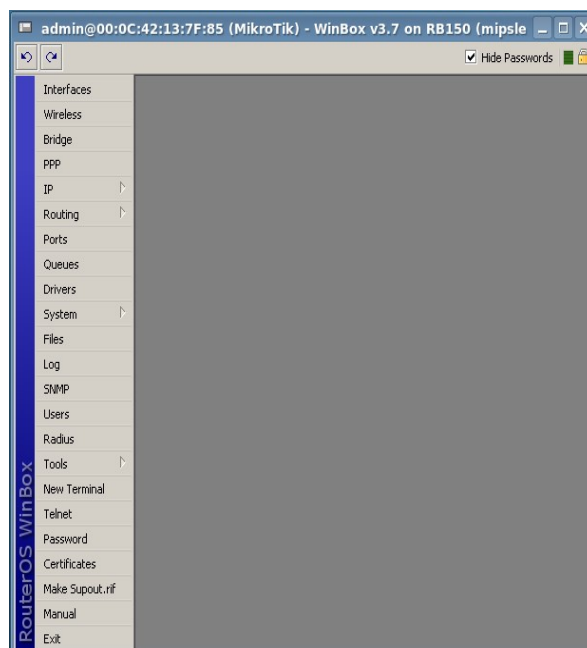 admin@00:0C:42:13:7F:85 (MikroTik) - WinBox v3.7 on RB150 (mipsle
Hide Passwords
Interfaces
Wireless
Bridge
PPP
IP
Routing
Ports
Queues
Drivers
System
Files
Log
SNMP
Users
Radius
Tools
New Terminal
Telnet
Password
Certificates
Make Supout.rif
Manual
Exit
RouterOS WinBox